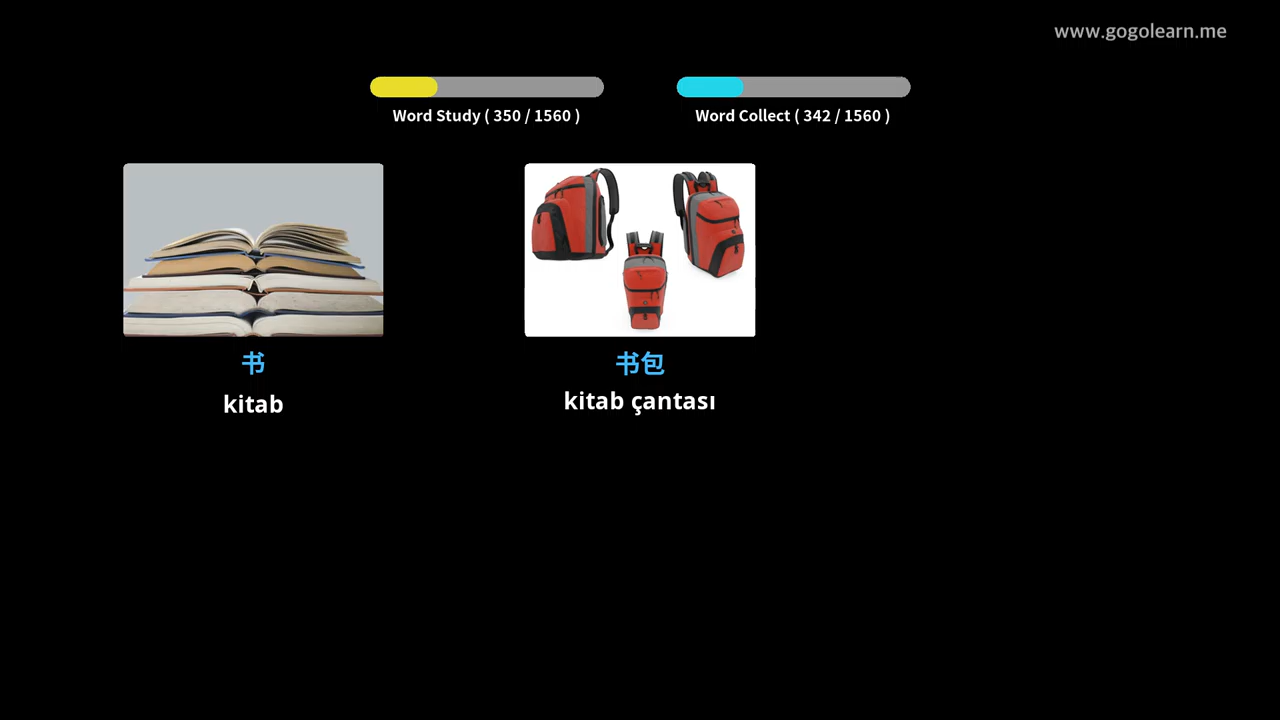 www.gogolearn.me
Word Study ( 350 / 1560 )
Word Collect ( 342 / 1560 )
书
kitab
书包
kitab çantası